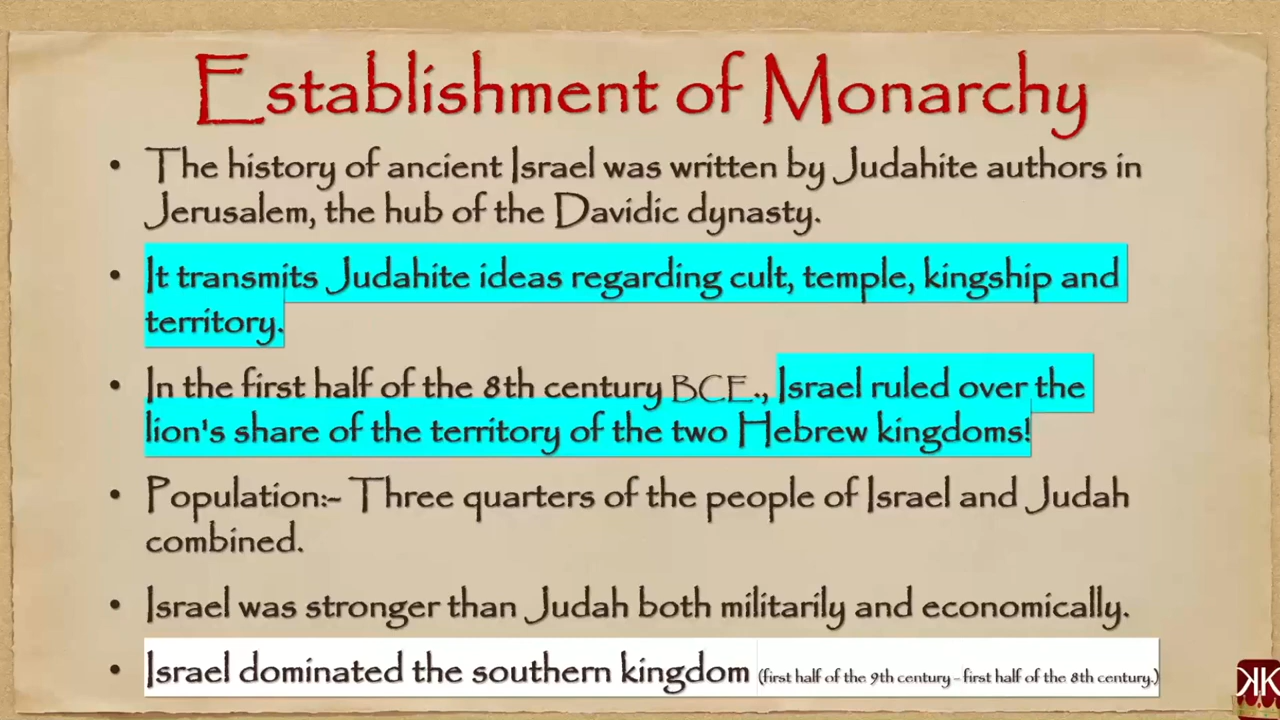 Establishment of Monarchy
• The history of ancient Israel was written by Judahite authors in
Jerusalem, the hub of the Davidic dynasty.
• It transmits Judahite ideas regarding cult, temple, kingship and
territory.
• In the first half of the 8th century BCE., Israel ruled over the
lion's share of the territory of the two Hebrew kingdoms!
• Population:- Three quarters of the people of Israel and Judah
combined.
• Israel was stronger than Judah both militarily and economically.
• Israel dominated the southern kingdom (first half of the 9th century - first half of the 8th century.)
KK